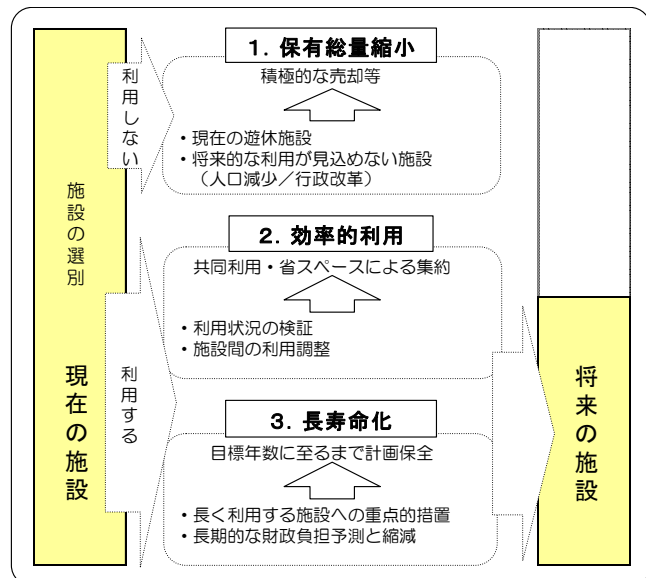 施設の選別
現在の施設
利用しない
利用する
1. 保有総量縮小
積極的な売却等
・現在の遊休施設
・将来的な利用が見込めない施設
（人口減少／行政改革）
2. 効率的利用
共同利用・省スペースによる集約
・利用状況の検証
・施設間の利用調整
3. 長寿命化
目標年数に至るまで計画保全
・長く利用する施設への重点的措置
・長期的な財政負担予測と縮減
将来の施設